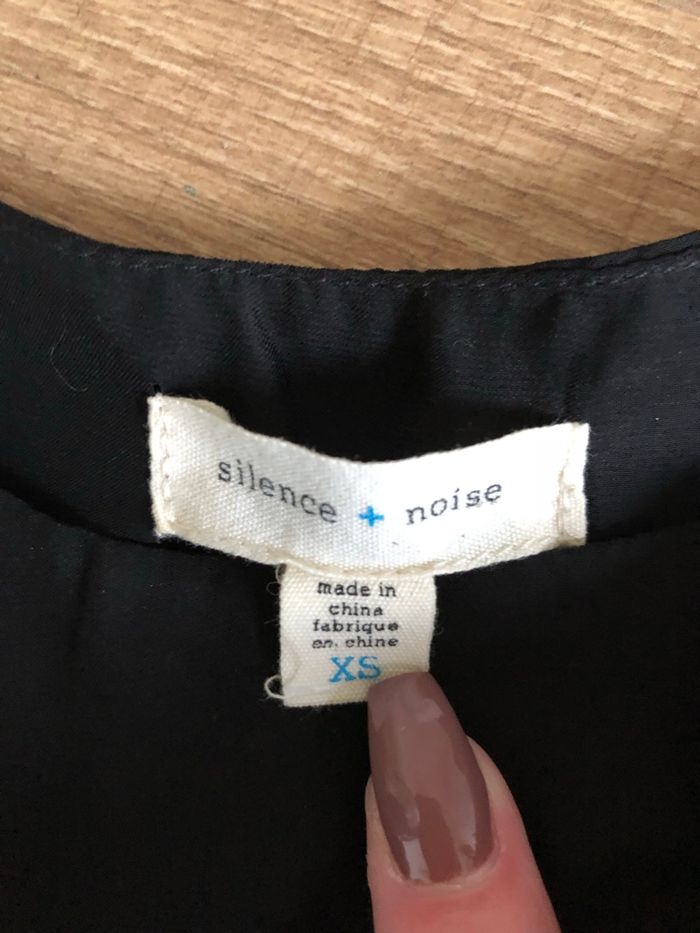 silence + noise
made in
china
fabrique
en chine
XS